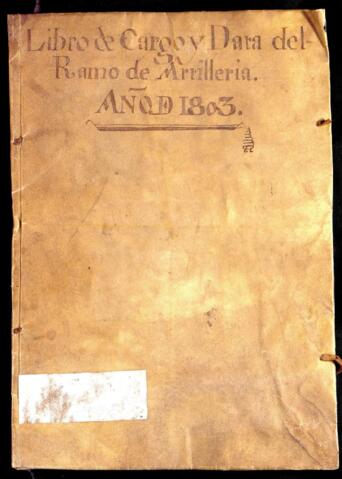 Libro de Cargo y Data del
Ramo de Artilleria.
AÑO D 1803.